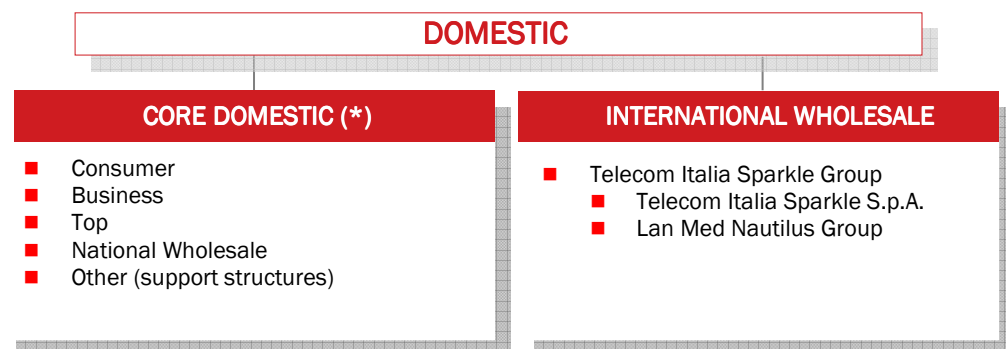 DOMESTIC
CORE DOMESTIC (*)
Consumer
Business
Top
National Wholesale
Other (support structures)
INTERNATIONAL WHOLESALE
Telecom Italia Sparkle Group
Telecom Italia Sparkle S.p.A.
Lan Med Nautilus Group